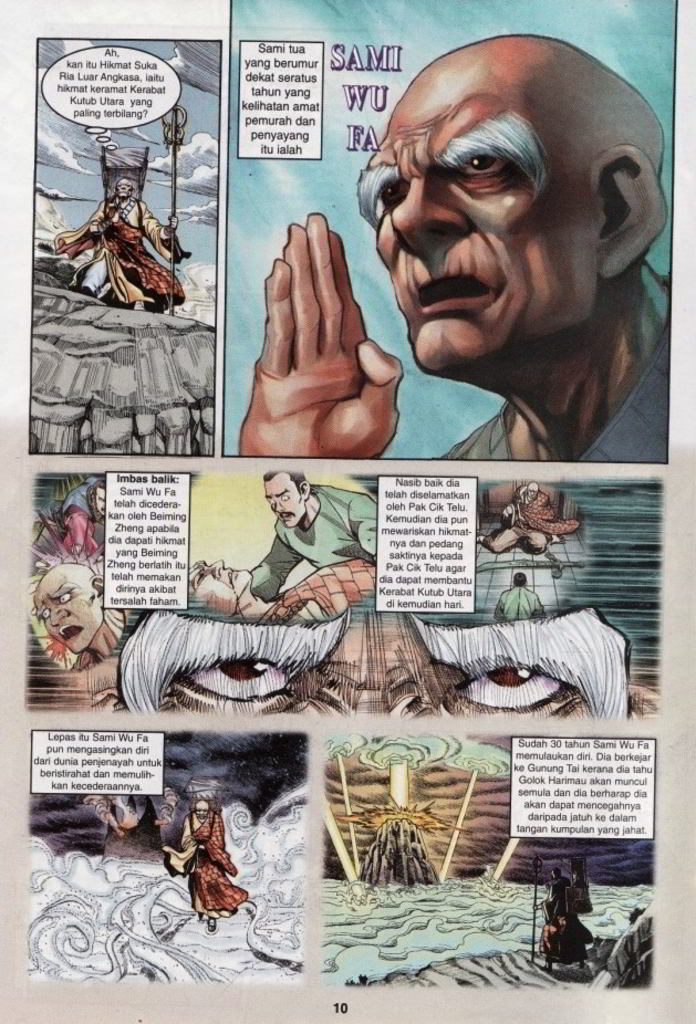 Ah,
kan itu Hikmat Suka
Ria Luar Angkasa, iaitu
hikmat keramat Kerabat
Kutub Utara yang
paling terbilang?
Sami tua
yang berumur
dekat seratus
tahun yang
kelihatan amat
pemurah dan
penyayang
itu ialah
SAMI
WU
FA
Imbas balik:
Sami Wu Fa
telah dicedera-
kan oleh Beiming
Zheng apabila
dia dapati hikmat
yang Beiming
Zheng berlatih itu
telah memakan
dirinya akibat
tersalah faham.
Nasib baik dia
telah diselamatkan
oleh Pak Cik Telu.
Kemudian dia pun
mewariskan hikmat-
nya dan pedang
saktinya kepada
Pak Cik Telu agar
dia dapat membantu
Kerabat Kutub Utara
di kemudian hari.
Lepas itu Sami Wu Fa
pun mengasingkan diri
dari dunia penjenayah untuk
beristirahat dan memulih-
kan kecederaannya.
Sudah 30 tahun Sami Wu Fa
memulaukan diri. Dia berkejar
ke Gunung Tai kerana dia tahu
Golok Harimau akan muncul
semula dan dia berharap dia
akan dapat mencegahnya
daripada jatuh ke dalam
tangan kumpulan yang jahat.
10